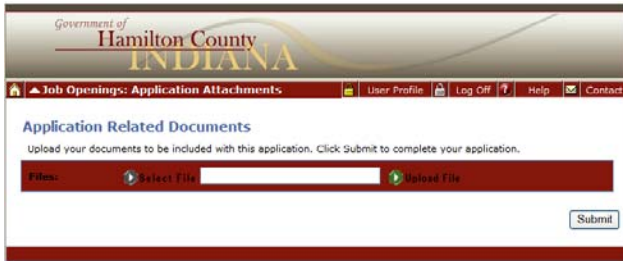 Government of
Hamilton County
INDIANA
Job Openings: Application Attachments User Profile Log Off Help Contact
Application Related Documents
Upload your documents to be included with this application. Click Submit to complete your application.
Files: Select File Upload File
Submit